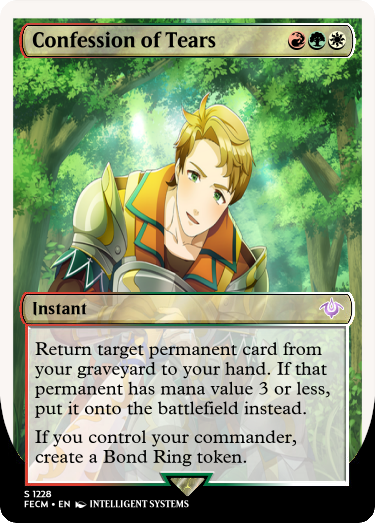 Confession of Tears
Instant
Return target permanent card from
your graveyard to your hand. If that
permanent has mana value 3 or less,
put it onto the battlefield instead.
If you control your commander,
create a Bond Ring token.
S 1228
FECM • EN INTELLIGENT SYSTEMS